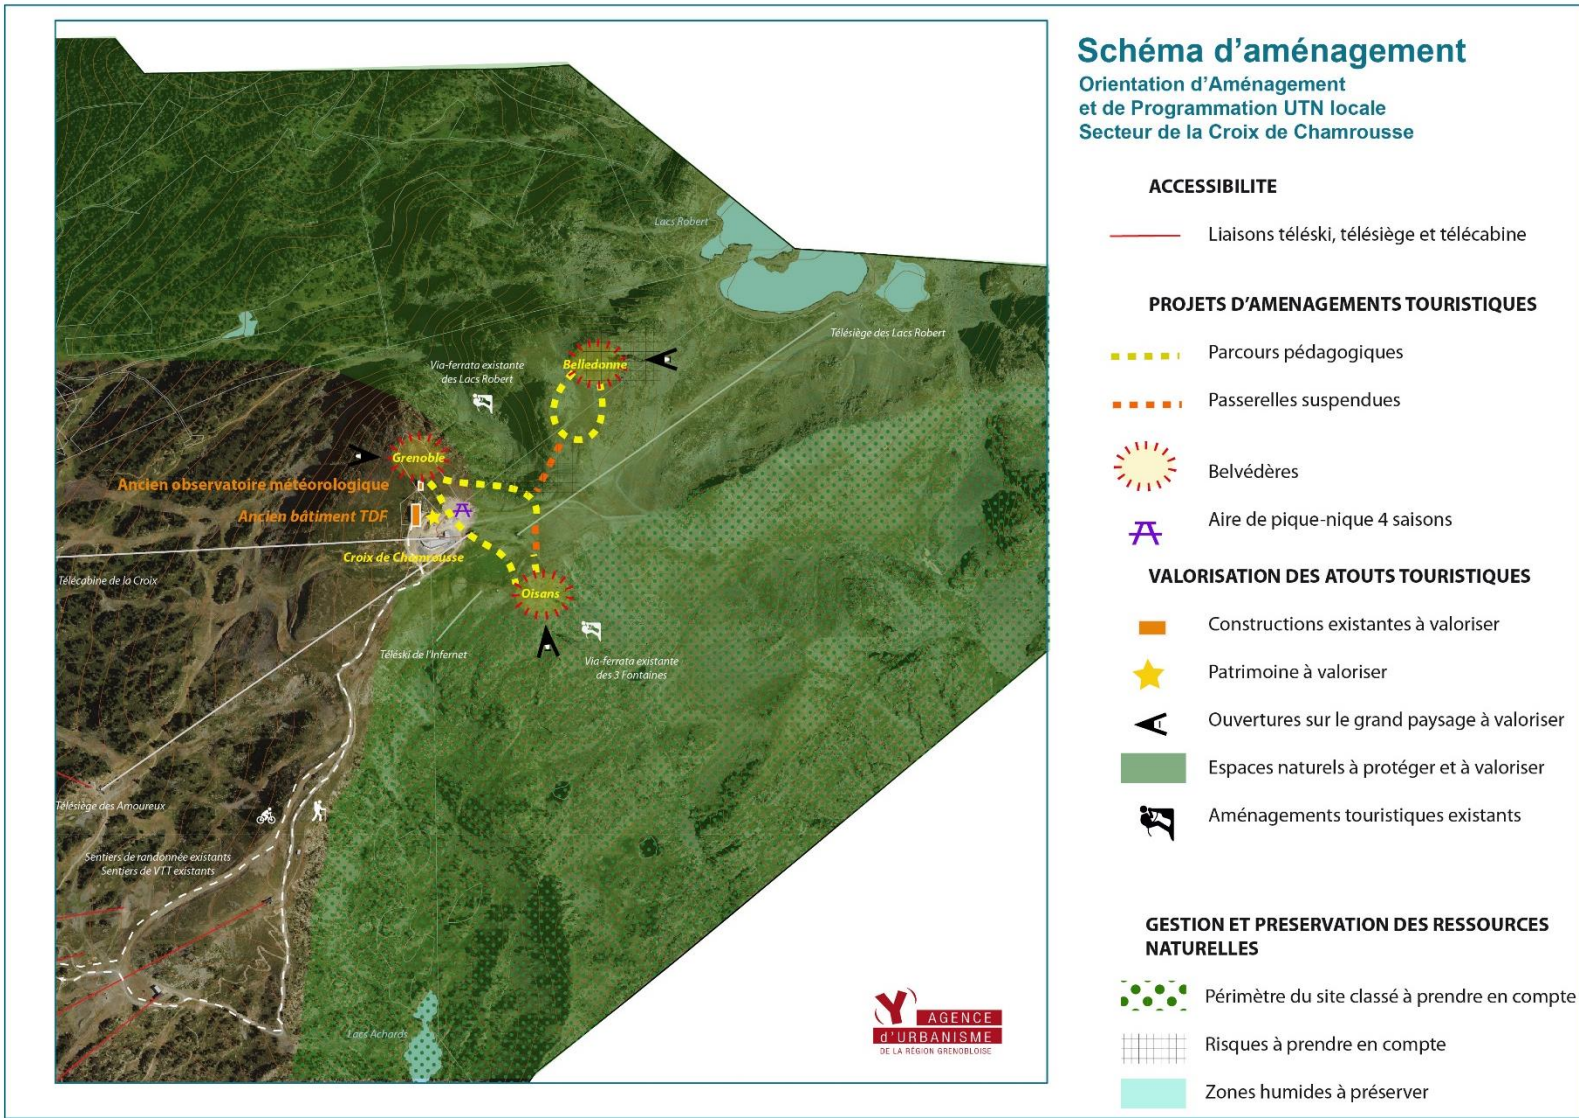 Schéma d'aménagement
Orientation d'Aménagement
et de Programmation UTN locale
Secteur de la Croix de Chamrousse
ACCESSIBILITE
Liaisons téléski, télésiège et télécabine
PROJETS D'AMENAGEMENTS TOURISTIQUES
Parcours pédagogiques
Passerelles suspendues
Belvédères
Aire de pique-nique 4 saisons
VALORISATION DES ATOUTS TOURISTIQUES
Constructions existantes à valoriser
Patrimoine à valoriser
Ouvertures sur le grand paysage à valoriser
Espaces naturels à protéger et à valoriser
Aménagements touristiques existants
GESTION ET PRESERVATION DES RESSOURCES
NATURELLES
Périmètre du site classé à prendre en compte
Risques à prendre en compte
Zones humides à préserver
Lacs Robert
Télésiège des Lacs Robert
Via-ferrata existante
des Lacs Robert
Belledonne
Grenoble
Ancien observatoire météorologique
Ancien bâtiment TDF
Croix de Chamrousse
Télécabine de la Croix
Oisans
Téléski de l'Infernet
Via-ferrata existante
des 3 Fontaines
Télésiège des Amoureux
Sentiers de randonnée existants
Sentiers de VTT existants
Lacs Achards
AGENCE
d'URBANISME
DE LA RÉGION GRENOBLOISE